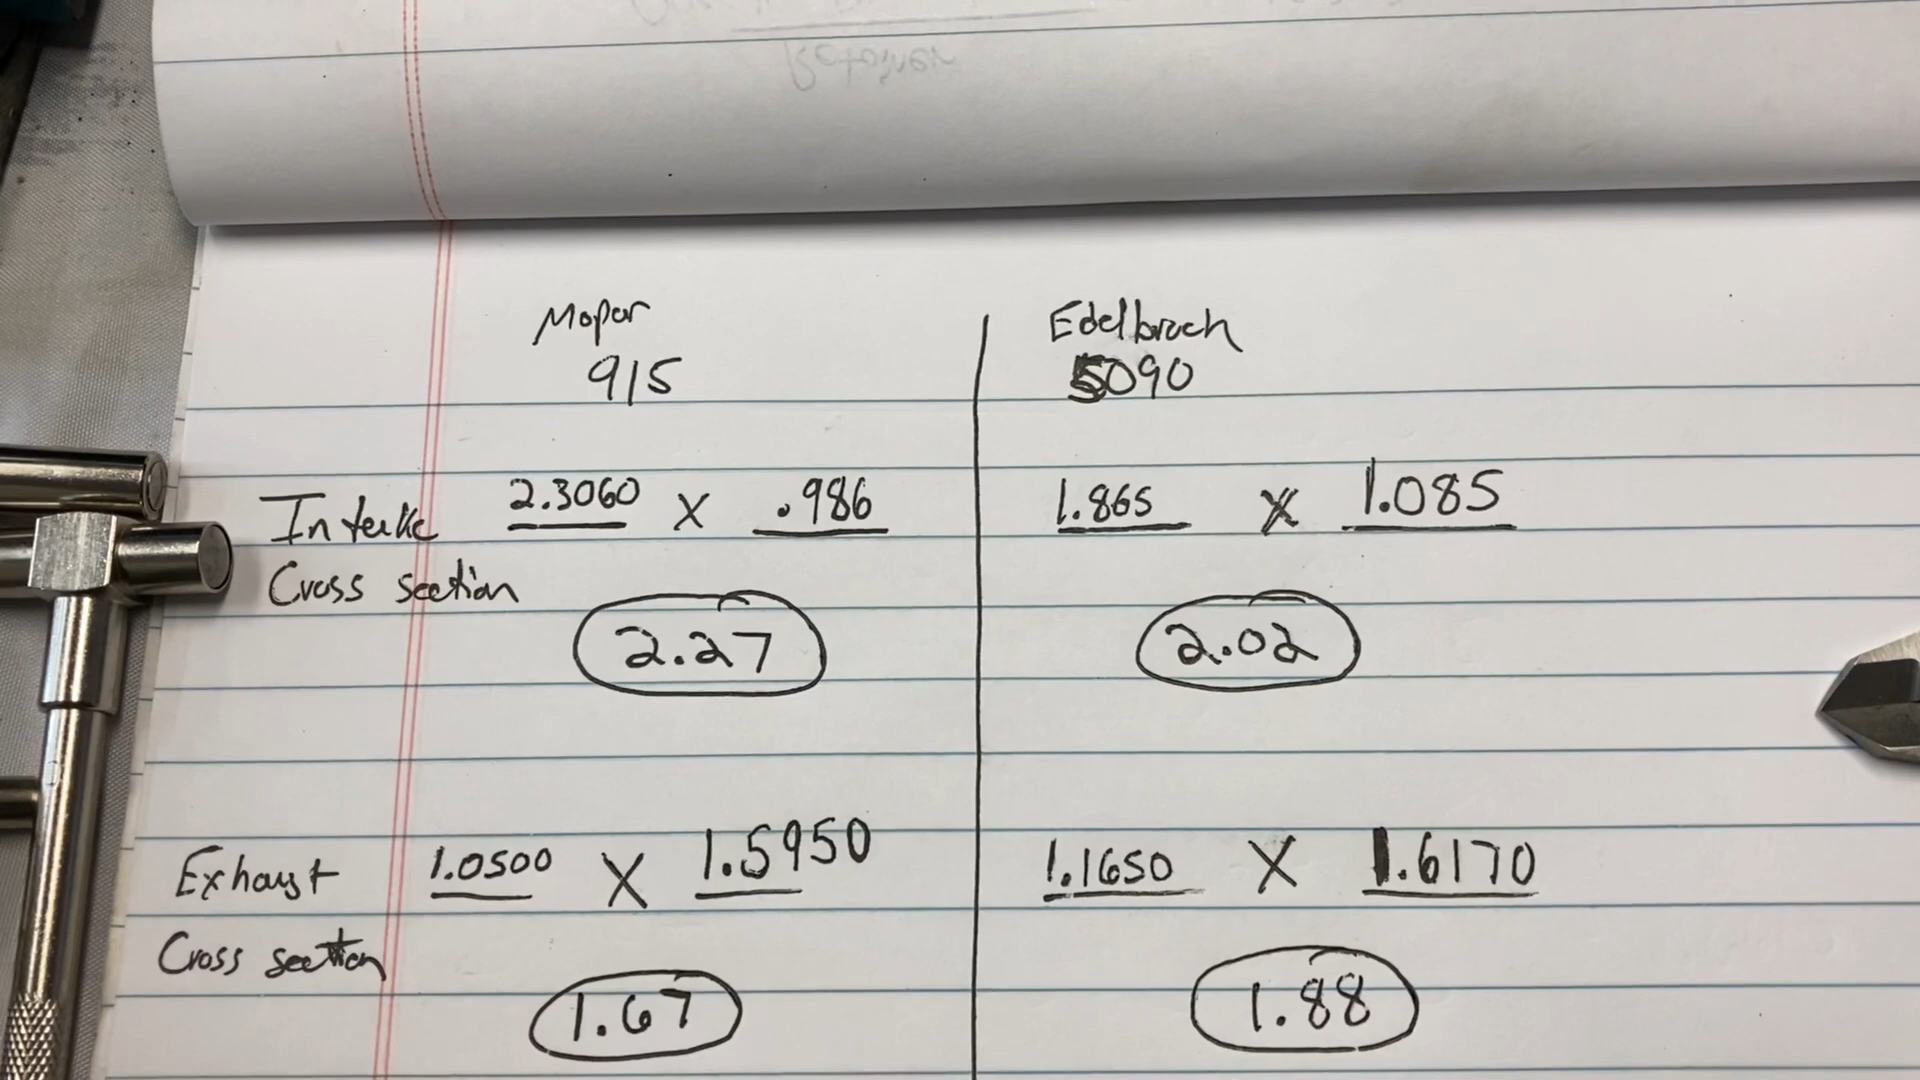 Mopar
915
Edelbrock
5090
Intake 2.3060 X .986
Cross section
2.27
1.865 X 1.085
2.02
Exhaust 1.0500 X 1.5950
Cross section
1.67
1.1650 X 1.6170
1.88